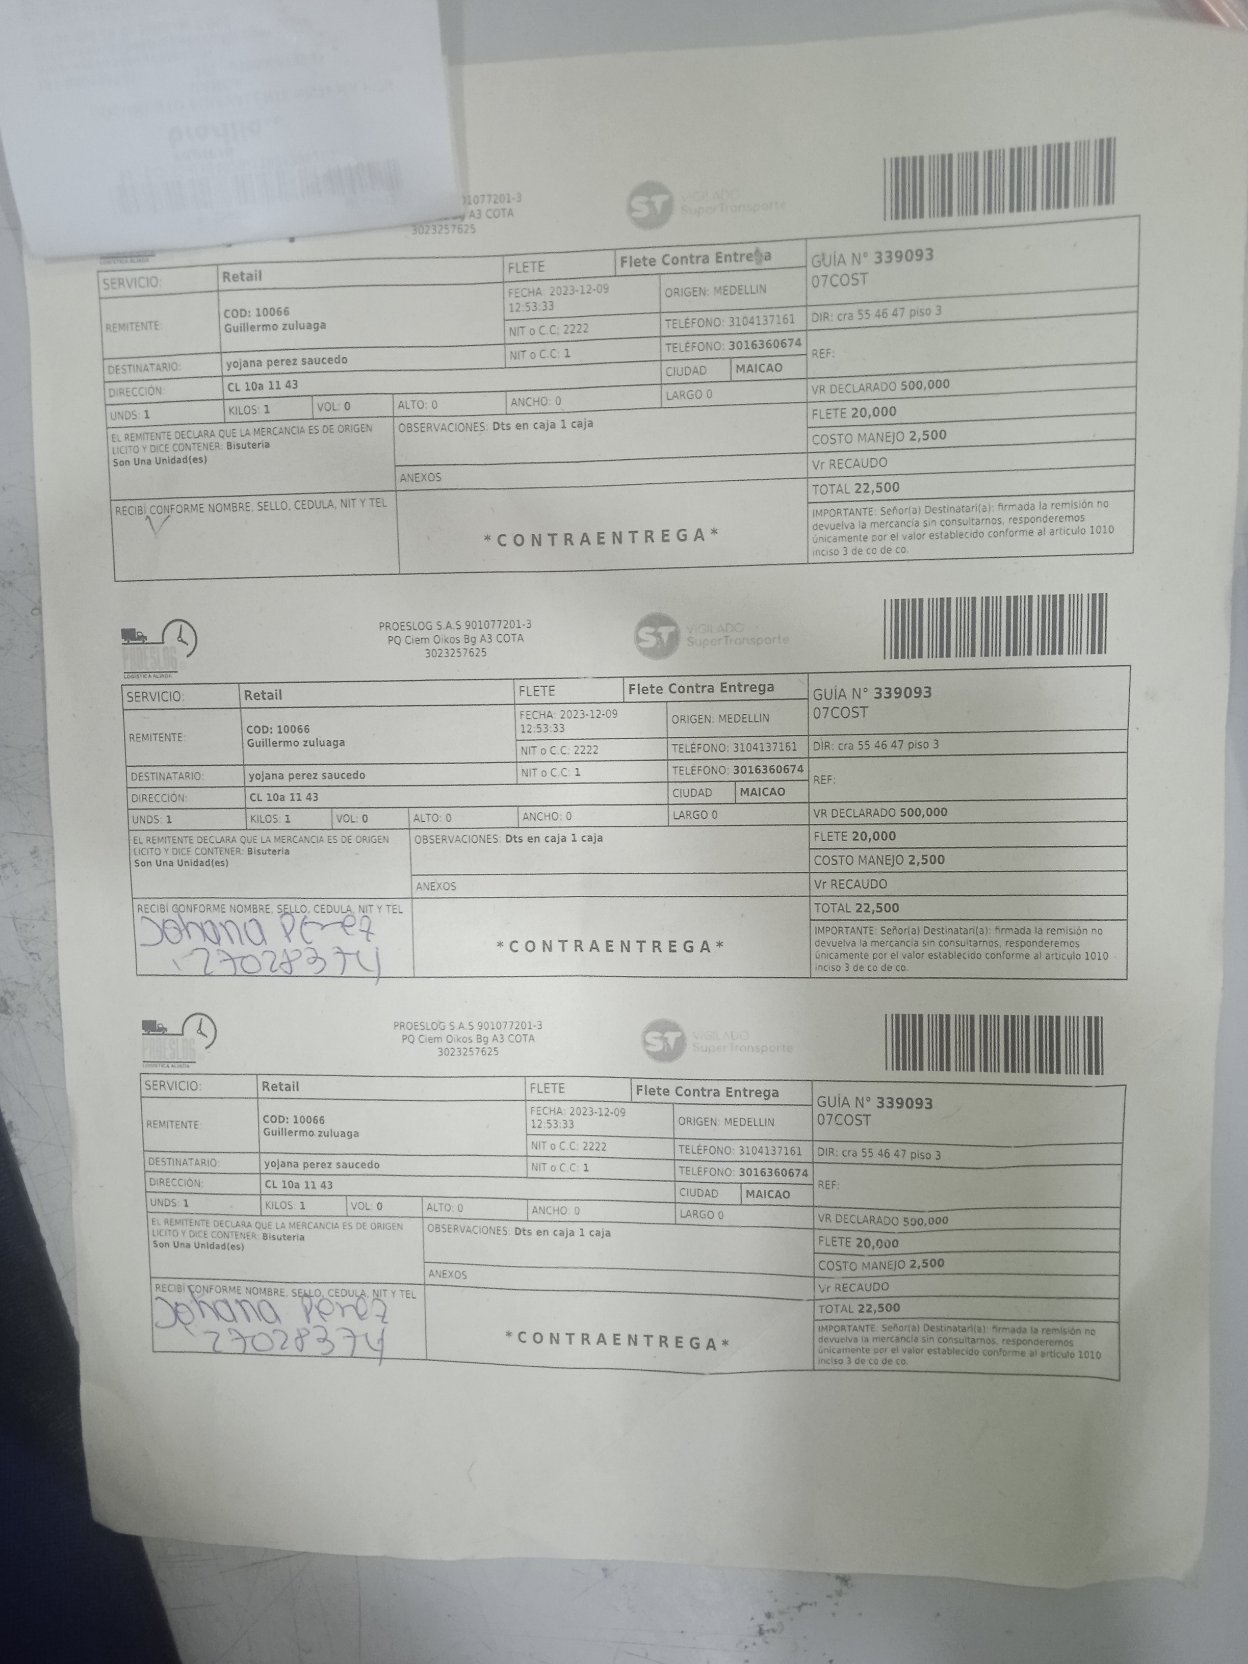 1077201-3
A3 COTA
3023257625
ST VIGILADO
SuperTransporte
SERVICIO: Retail FLETE Flete Contra Entrega GUÍA N° 339093
07COST
REMITENTE: COD: 10066
Guillermo zuluaga
FECHA: 2023-12-09
12:53:33
ORIGEN: MEDELLIN
NIT o C.C: 2222 TELÉFONO: 3104137161 DIR: cra 55 46 47 piso 3
DESTINATARIO: yojana perez saucedo NIT o C.C: 1 TELÉFONO: 3016360674 REF:
DIRECCIÓN: CL 10a 11 43 CIUDAD MAICAO
UNDS: 1 KILOS: 1 VOL: 0 ALTO: 0 ANCHO: 0 LARGO 0 VR DECLARADO 500,000
EL REMITENTE DECLARA QUE LA MERCANCIA ES DE ORIGEN
LICITO Y DICE CONTENER: Bisuteria
Son Una Unidad(es)
OBSERVACIONES: Dts en caja 1 caja
ANEXOS
FLETE 20,000
COSTO MANEJO 2,500
Vr RECAUDO
TOTAL 22,500
RECIBÍ CONFORME NOMBRE, SELLO, CEDULA, NIT Y TEL
*CONTRAENTREGA*
IMPORTANTE: Señor(a) Destinatari(a): firmada la remisión no
devuelva la mercancia sin consultarnos, responderemos
únicamente por el valor establecido conforme al articulo 1010
inciso 3 de co de co.
PROESLOG
LOGISTICA ALIADA
PROESLOG S.A.S 901077201-3
PQ Ciem Oikos Bg A3 COTA
3023257625
ST VIGILADO
SuperTransporte
SERVICIO: Retail FLETE Flete Contra Entrega GUÍA N° 339093
07COST
REMITENTE: COD: 10066
Guillermo zuluaga
FECHA: 2023-12-09
12:53:33
ORIGEN: MEDELLIN
NIT o C.C: 2222 TELÉFONO: 3104137161 DIR: cra 55 46 47 piso 3
DESTINATARIO: yojana perez saucedo NIT o C.C: 1 TELÉFONO: 3016360674 REF:
DIRECCIÓN: CL 10a 11 43 CIUDAD MAICAO
UNDS: 1 KILOS: 1 VOL: 0 ALTO: 0 ANCHO: 0 LARGO 0 VR DECLARADO 500,000
EL REMITENTE DECLARA QUE LA MERCANCIA ES DE ORIGEN
LICITO Y DICE CONTENER: Bisuteria
Son Una Unidad(es)
OBSERVACIONES: Dts en caja 1 caja
ANEXOS
FLETE 20,000
COSTO MANEJO 2,500
Vr RECAUDO
TOTAL 22,500
RECIBÍ CONFORME NOMBRE, SELLO, CEDULA, NIT Y TEL
Johana Perez
27028374
*CONTRAENTREGA*
IMPORTANTE: Señor(a) Destinatari(a): firmada la remisión no
devuelva la mercancia sin consultarnos, responderemos
únicamente por el valor establecido conforme al articulo 1010
inciso 3 de co de co.
PROESLOG
LOGISTICA ALIADA
PROESLOG S.A.S 901077201-3
PQ Ciem Oikos Bg A3 COTA
3023257625
ST VIGILADO
SuperTransporte
SERVICIO: Retail FLETE Flete Contra Entrega GUÍA N° 339093
07COST
REMITENTE: COD: 10066
Guillermo zuluaga
FECHA: 2023-12-09
12:53:33
ORIGEN: MEDELLIN
NIT o C.C: 2222 TELÉFONO: 3104137161 DIR: cra 55 46 47 piso 3
DESTINATARIO: yojana perez saucedo NIT o C.C: 1 TELÉFONO: 3016360674 REF:
DIRECCIÓN: CL 10a 11 43 CIUDAD MAICAO
UNDS: 1 KILOS: 1 VOL: 0 ALTO: 0 ANCHO: 0 LARGO 0 VR DECLARADO 500,000
EL REMITENTE DECLARA QUE LA MERCANCIA ES DE ORIGEN
LICITO Y DICE CONTENER: Bisuteria
Son Una Unidad(es)
OBSERVACIONES: Dts en caja 1 caja
ANEXOS
FLETE 20,000
COSTO MANEJO 2,500
Vr RECAUDO
TOTAL 22,500
RECIBÍ CONFORME NOMBRE, SELLO, CEDULA, NIT Y TEL
Johana Perez
27028374
*CONTRAENTREGA*
IMPORTANTE: Señor(a) Destinatari(a): firmada la remisión no
devuelva la mercancia sin consultarnos, responderemos
únicamente por el valor establecido conforme al articulo 1010
inciso 3 de co de co.